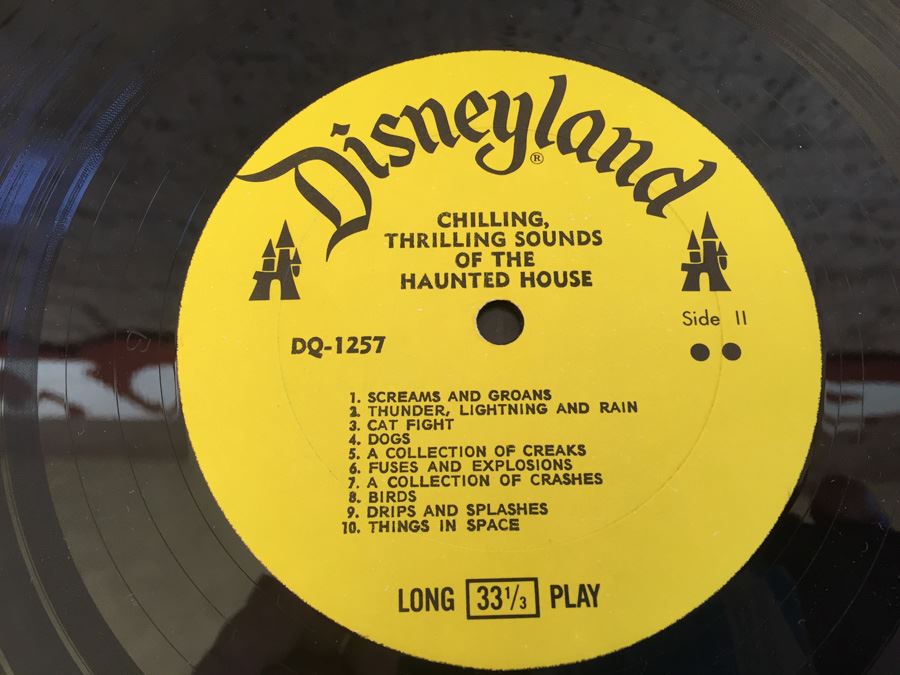 Disneyland®
CHILLING,
THRILLING SOUNDS
OF THE
HAUNTED HOUSE
Side II
DQ-1257
1. SCREAMS AND GROANS
2. THUNDER, LIGHTNING AND RAIN
3. CAT FIGHT
4. DOGS
5. A COLLECTION OF CREAKS
6. FUSES AND EXPLOSIONS
7. A COLLECTION OF CRASHES
8. BIRDS
9. DRIPS AND SPLASHES
10. THINGS IN SPACE
LONG 33 1/3 PLAY